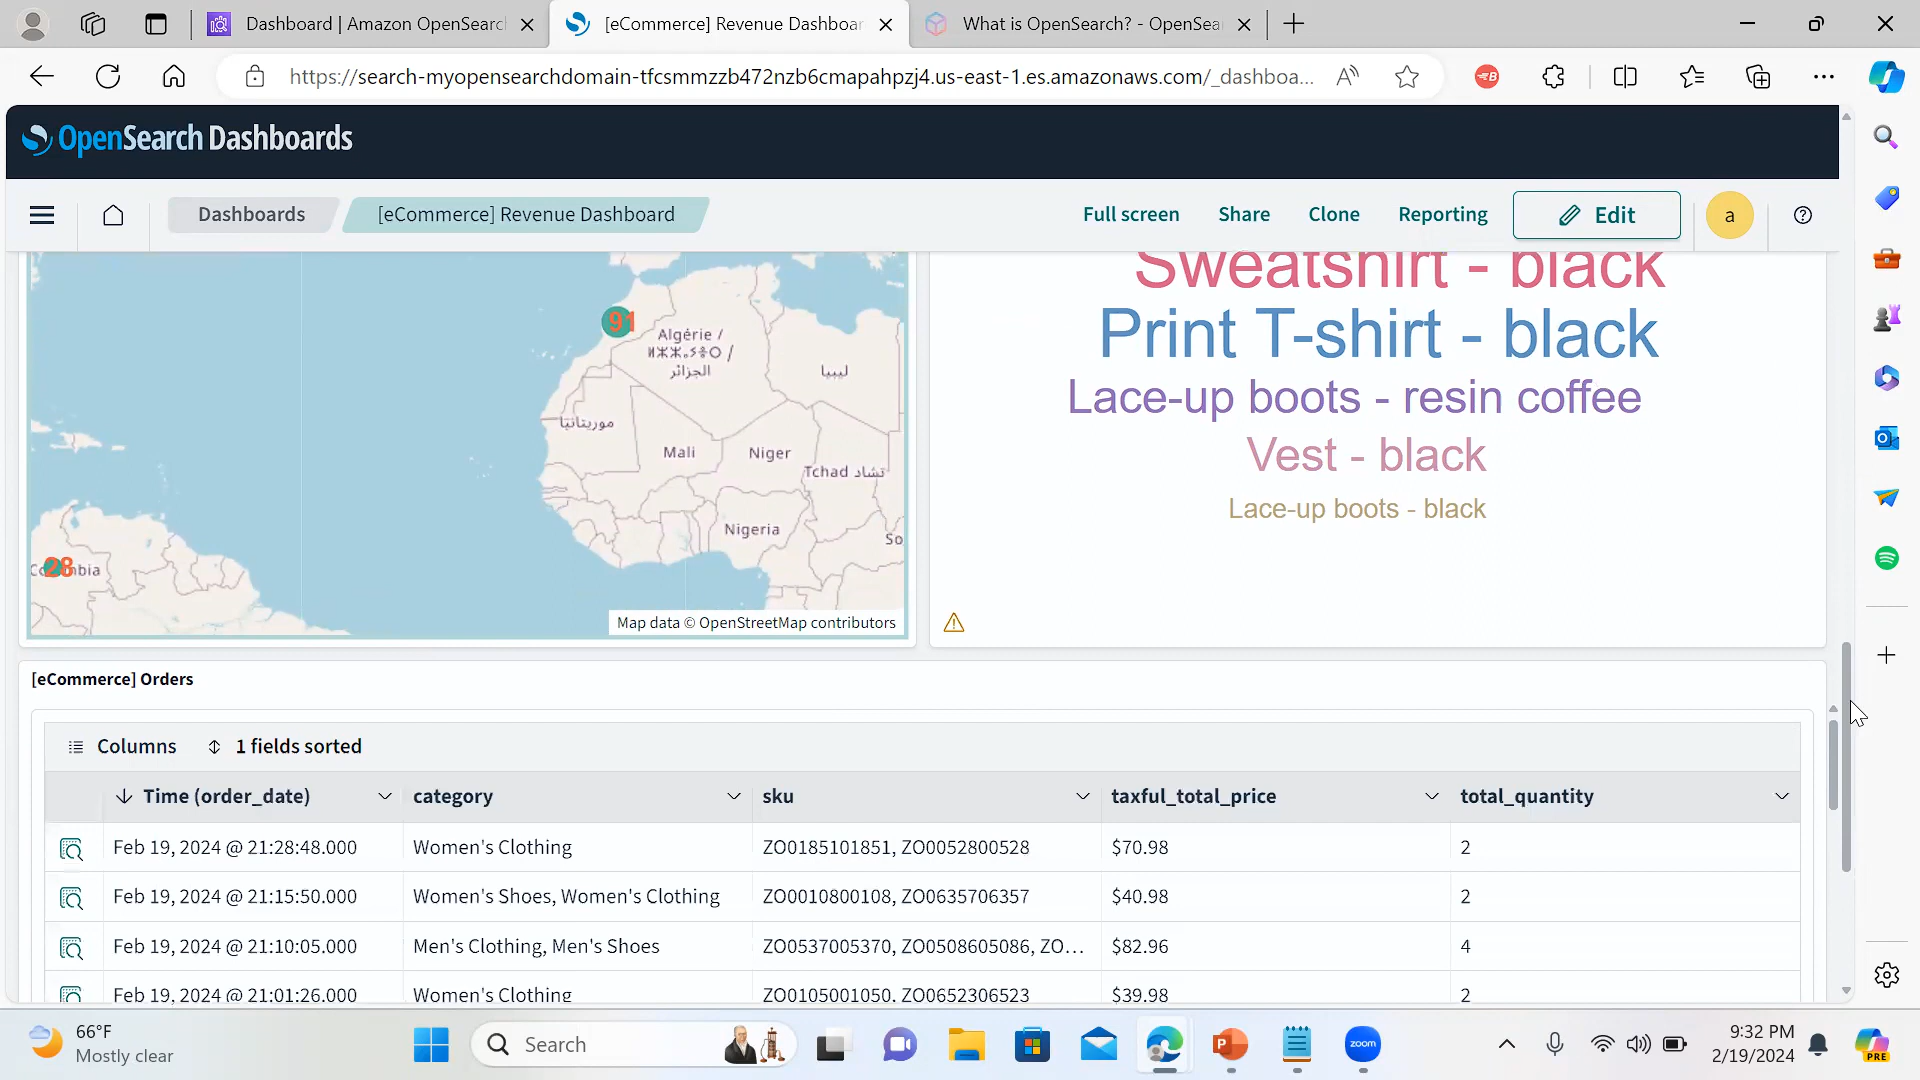 Dashboard | Amazon OpenSearc
[eCommerce] Revenue Dashboar
What is OpenSearch? - OpenSea
https://search-myopensearchdomain-tfcsmmzzb472nzb6cmapahpzj4.us-east-1.es.amazonaws.com/_dashboa...
OpenSearch Dashboards
Dashboards
[eCommerce] Revenue Dashboard
Full screen
Share
Clone
Reporting
Edit
a
91
Algérie /
ⵍⵣⵣⴰⵢⴻⵔ /
الجزائر
ليبيا
موريتانيا
Mali
Niger
Tchad تشاد
Nigeria
So
28
Map data © OpenStreetMap contributors
Sweatshirt - black
Print T-shirt - black
Lace-up boots - resin coffee
Vest - black
Lace-up boots - black
[eCommerce] Orders
Columns
1 fields sorted
Time (order_date) category sku taxful_total_price total_quantity
Feb 19, 2024 @ 21:28:48.000 Women's Clothing ZO0185101851, ZO0052800528 $70.98 2
Feb 19, 2024 @ 21:15:50.000 Women's Shoes, Women's Clothing ZO0010800108, ZO0635706357 $40.98 2
Feb 19, 2024 @ 21:10:05.000 Men's Clothing, Men's Shoes ZO0537005370, ZO0508605086, ZO... $82.96 4
Feb 19, 2024 @ 21:01:26.000 Women's Clothing ZO0105001050, ZO0652306523 $39.98 2
66°F
Mostly clear
Search
zoom
9:32 PM
2/19/2024
PRE